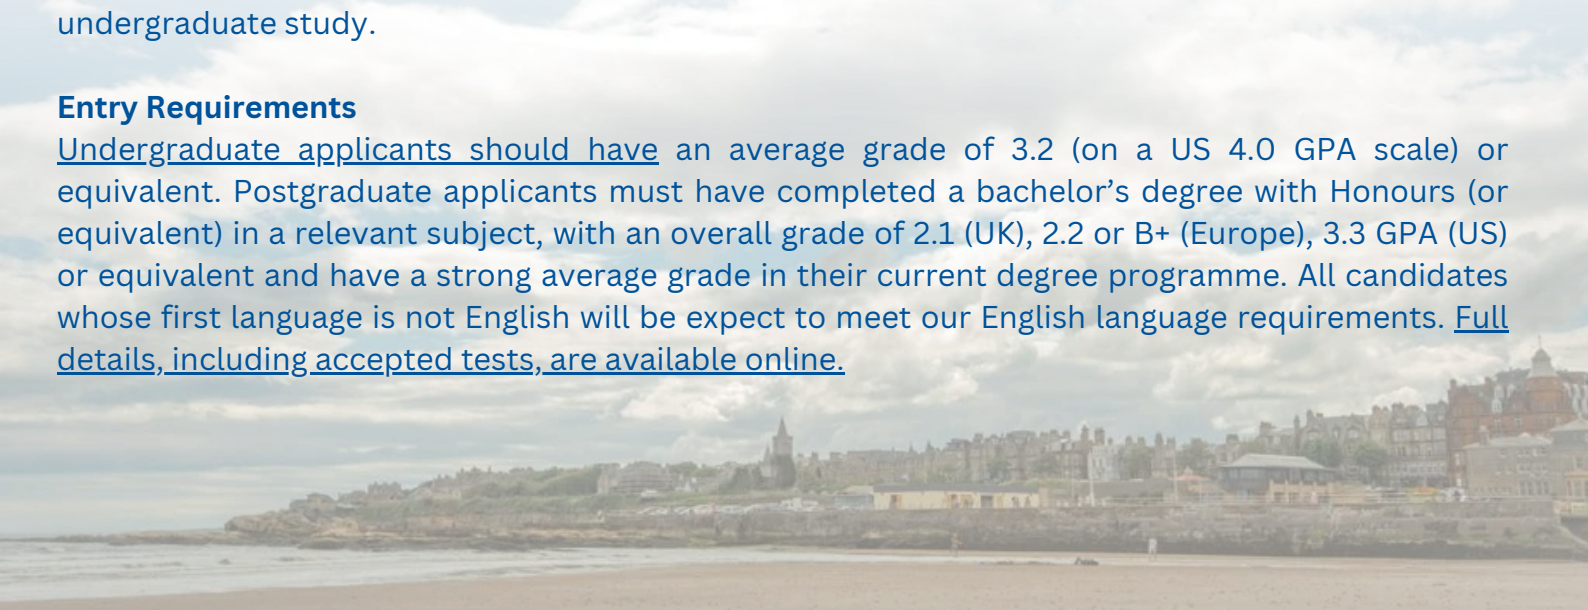 undergraduate study.
Entry Requirements
Undergraduate applicants should have an average grade of 3.2 (on a US 4.0 GPA scale) or
equivalent. Postgraduate applicants must have completed a bachelor’s degree with Honours (or
equivalent) in a relevant subject, with an overall grade of 2.1 (UK), 2.2 or B+ (Europe), 3.3 GPA (US)
or equivalent and have a strong average grade in their current degree programme. All candidates
whose first language is not English will be expect to meet our English language requirements. Full
details, including accepted tests, are available online.